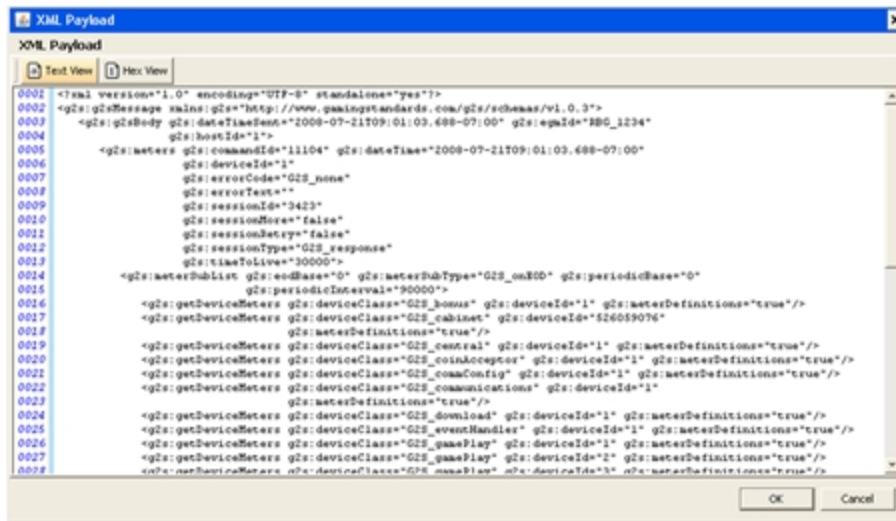 XML Payload
XML Payload
Text View Hex View
0001 <?xml version="1.0" encoding="UTF-8" standalone="yes"?>
0002 <g2s:g2sMessage xmlns:g2s="http://www.gamingstandards.com/g2s/schemas/v1.0.3">
0003 <g2s:g2sBody g2s:dateTimeSent="2008-07-21T09:01:03.688-07:00" g2s:egmId="RBG_1234"
0004 g2s:hostId="1">
0005 <g2s:meters g2s:commandId="11104" g2s:dateTime="2008-07-21T09:01:03.688-07:00"
0006 g2s:deviceId="1"
0007 g2s:errorCode="G2S_none"
0008 g2s:errorText=""
0009 g2s:sessionId="3423"
0010 g2s:sessionMore="false"
0011 g2s:sessionRetry="false"
0012 g2s:sessionType="G2S_response"
0013 g2s:timeToLive="30000">
0014 <g2s:meterSubList g2s:eodBase="0" g2s:meterSubType="G2S_onEOD" g2s:periodicBase="0"
0015 g2s:periodicInterval="90000">
0016 <g2s:getDeviceMeters g2s:deviceClass="G2S_bonus" g2s:deviceId="1" g2s:meterDefinitions="true"/>
0017 <g2s:getDeviceMeters g2s:deviceClass="G2S_cabinet" g2s:deviceId="526059076"
0018 g2s:meterDefinitions="true"/>
0019 <g2s:getDeviceMeters g2s:deviceClass="G2S_central" g2s:deviceId="1" g2s:meterDefinitions="true"/>
0020 <g2s:getDeviceMeters g2s:deviceClass="G2S_coinAcceptor" g2s:deviceId="1" g2s:meterDefinitions="true"/>
0021 <g2s:getDeviceMeters g2s:deviceClass="G2S_commConfig" g2s:deviceId="1" g2s:meterDefinitions="true"/>
0022 <g2s:getDeviceMeters g2s:deviceClass="G2S_communications" g2s:deviceId="1"
0023 g2s:meterDefinitions="true"/>
0024 <g2s:getDeviceMeters g2s:deviceClass="G2S_download" g2s:deviceId="1" g2s:meterDefinitions="true"/>
0025 <g2s:getDeviceMeters g2s:deviceClass="G2S_eventHandler" g2s:deviceId="1" g2s:meterDefinitions="true"/>
0026 <g2s:getDeviceMeters g2s:deviceClass="G2S_gamePlay" g2s:deviceId="1" g2s:meterDefinitions="true"/>
0027 <g2s:getDeviceMeters g2s:deviceClass="G2S_gamePlay" g2s:deviceId="2" g2s:meterDefinitions="true"/>
0028 <g2s:getDeviceMeters g2s:deviceClass="G2S_gamePlay" g2s:deviceId="3" g2s:meterDefinitions="true"/>
OK Cancel